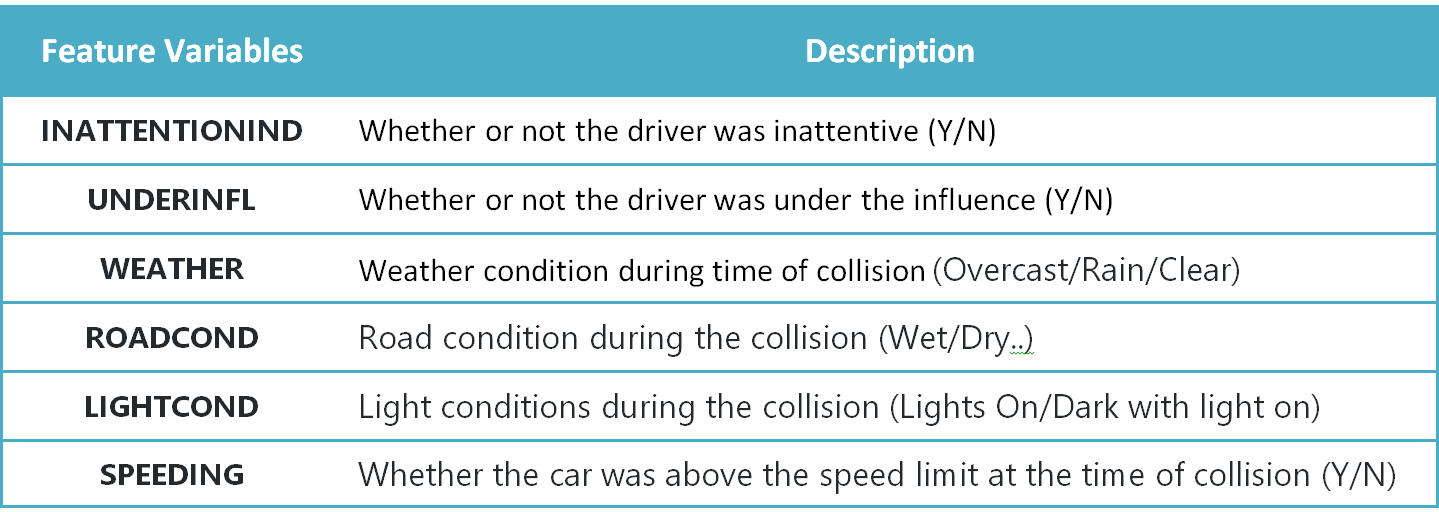 Feature Variables Description
INATTENTIONIND Whether or not the driver was inattentive (Y/N)
UNDERINFL Whether or not the driver was under the influence (Y/N)
WEATHER Weather condition during time of collision (Overcast/Rain/Clear)
ROADCOND Road condition during the collision (Wet/Dry..)
LIGHTCOND Light conditions during the collision (Lights On/Dark with light on)
SPEEDING Whether the car was above the speed limit at the time of collision (Y/N)